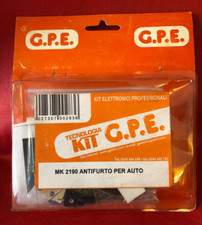 G.P.E.
KIT ELETTRONICI PROFESSIONALI
TECNOLOGIA
KiT G.P.E.
MK 2190 ANTIFURTO PER AUTO